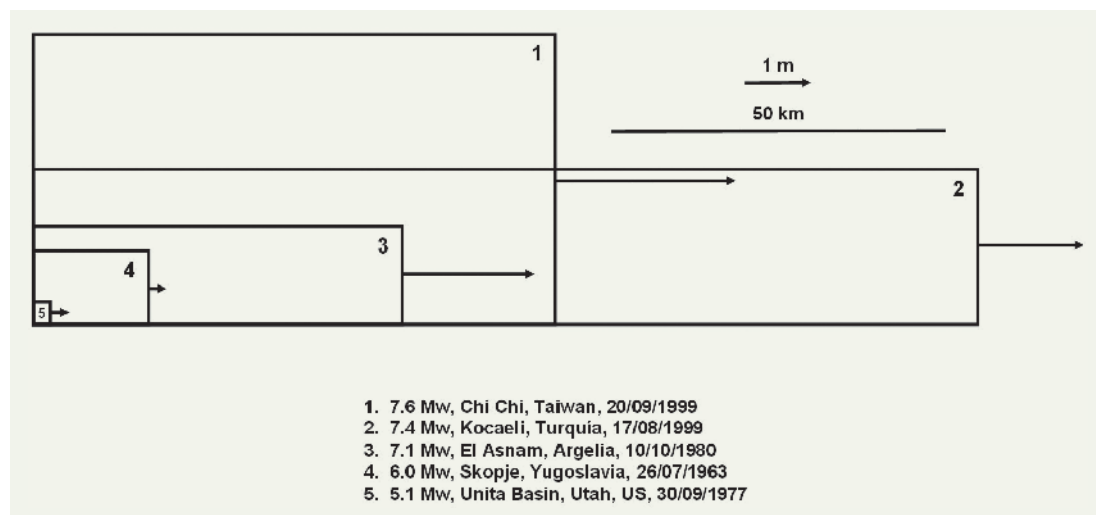 1
1 m
50 km
2
3
4
5
1. 7.6 Mw, Chi Chi, Taiwan, 20/09/1999
2. 7.4 Mw, Kocaeli, Turquía, 17/08/1999
3. 7.1 Mw, El Asnam, Argelia, 10/10/1980
4. 6.0 Mw, Skopje, Yugoslavia, 26/07/1963
5. 5.1 Mw, Unita Basin, Utah, US, 30/09/1977